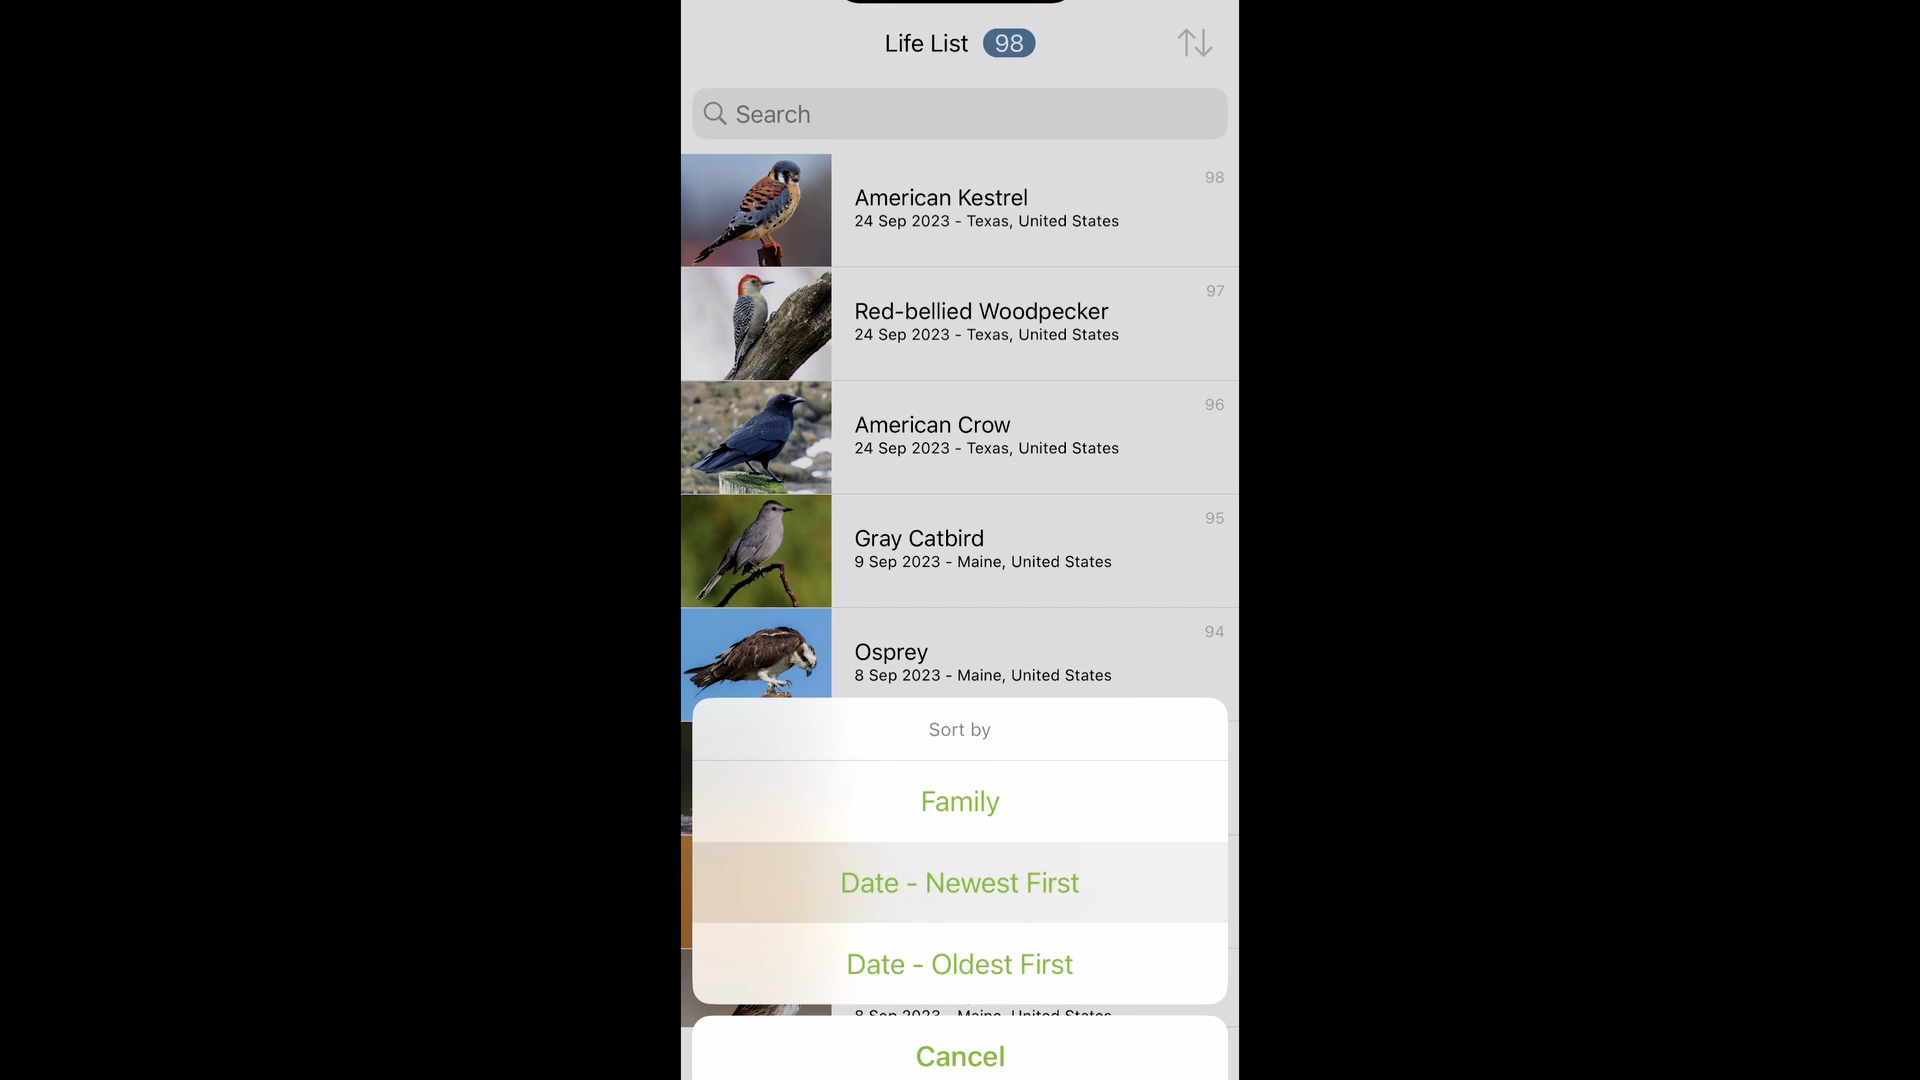 Life List 98
Search
98
American Kestrel
24 Sep 2023 - Texas, United States
97
Red-bellied Woodpecker
24 Sep 2023 - Texas, United States
96
American Crow
24 Sep 2023 - Texas, United States
95
Gray Catbird
9 Sep 2023 - Maine, United States
94
Osprey
8 Sep 2023 - Maine, United States
Sort by
Family
Date - Newest First
Date - Oldest First
8 Sep 2023 - Maine, United States
Cancel